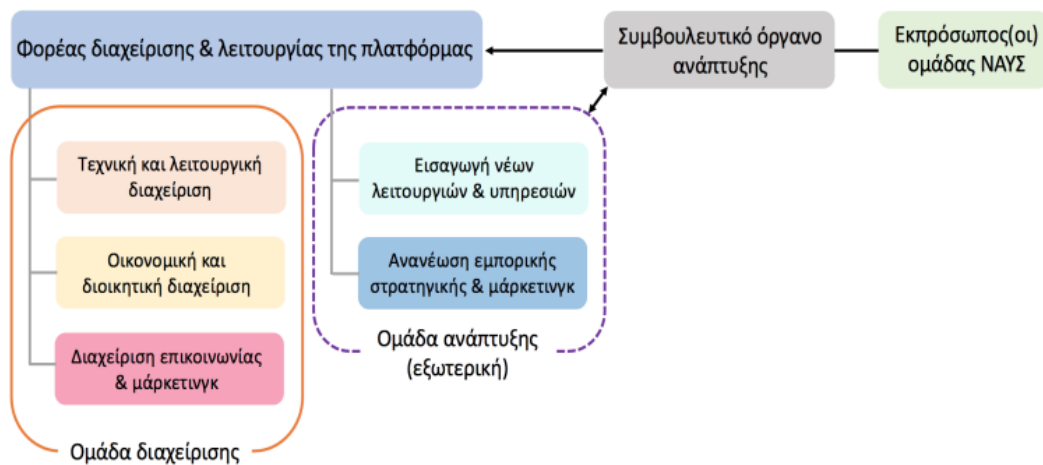 Φορέας διαχείρισης & λειτουργίας της πλατφόρμας
Συμβουλευτικό όργανο
ανάπτυξης
Εκπρόσωπος(οι)
ομάδας ΝΑΥΣ
Τεχνική και λειτουργική
διαχείριση
Οικονομική και
διοικητική διαχείριση
Διαχείριση επικοινωνίας
& μάρκετινγκ
Ομάδα διαχείρισης
Εισαγωγή νέων
λειτουργιών & υπηρεσιών
Ανανέωση εμπορικής
στρατηγικής & μάρκετινγκ
Ομάδα ανάπτυξης
(εξωτερική)